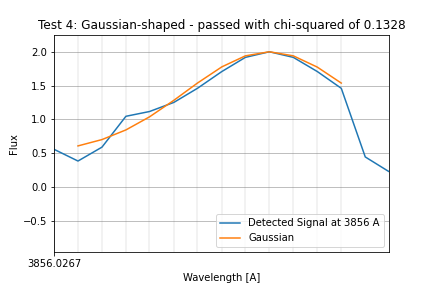 Test 4: Gaussian-shaped - passed with chi-squared of 0.1328
2.0
1.5
1.0
0.5
0.0
−0.5
Flux
Detected Signal at 3856 A
Gaussian
3856.0267
Wavelength [A]